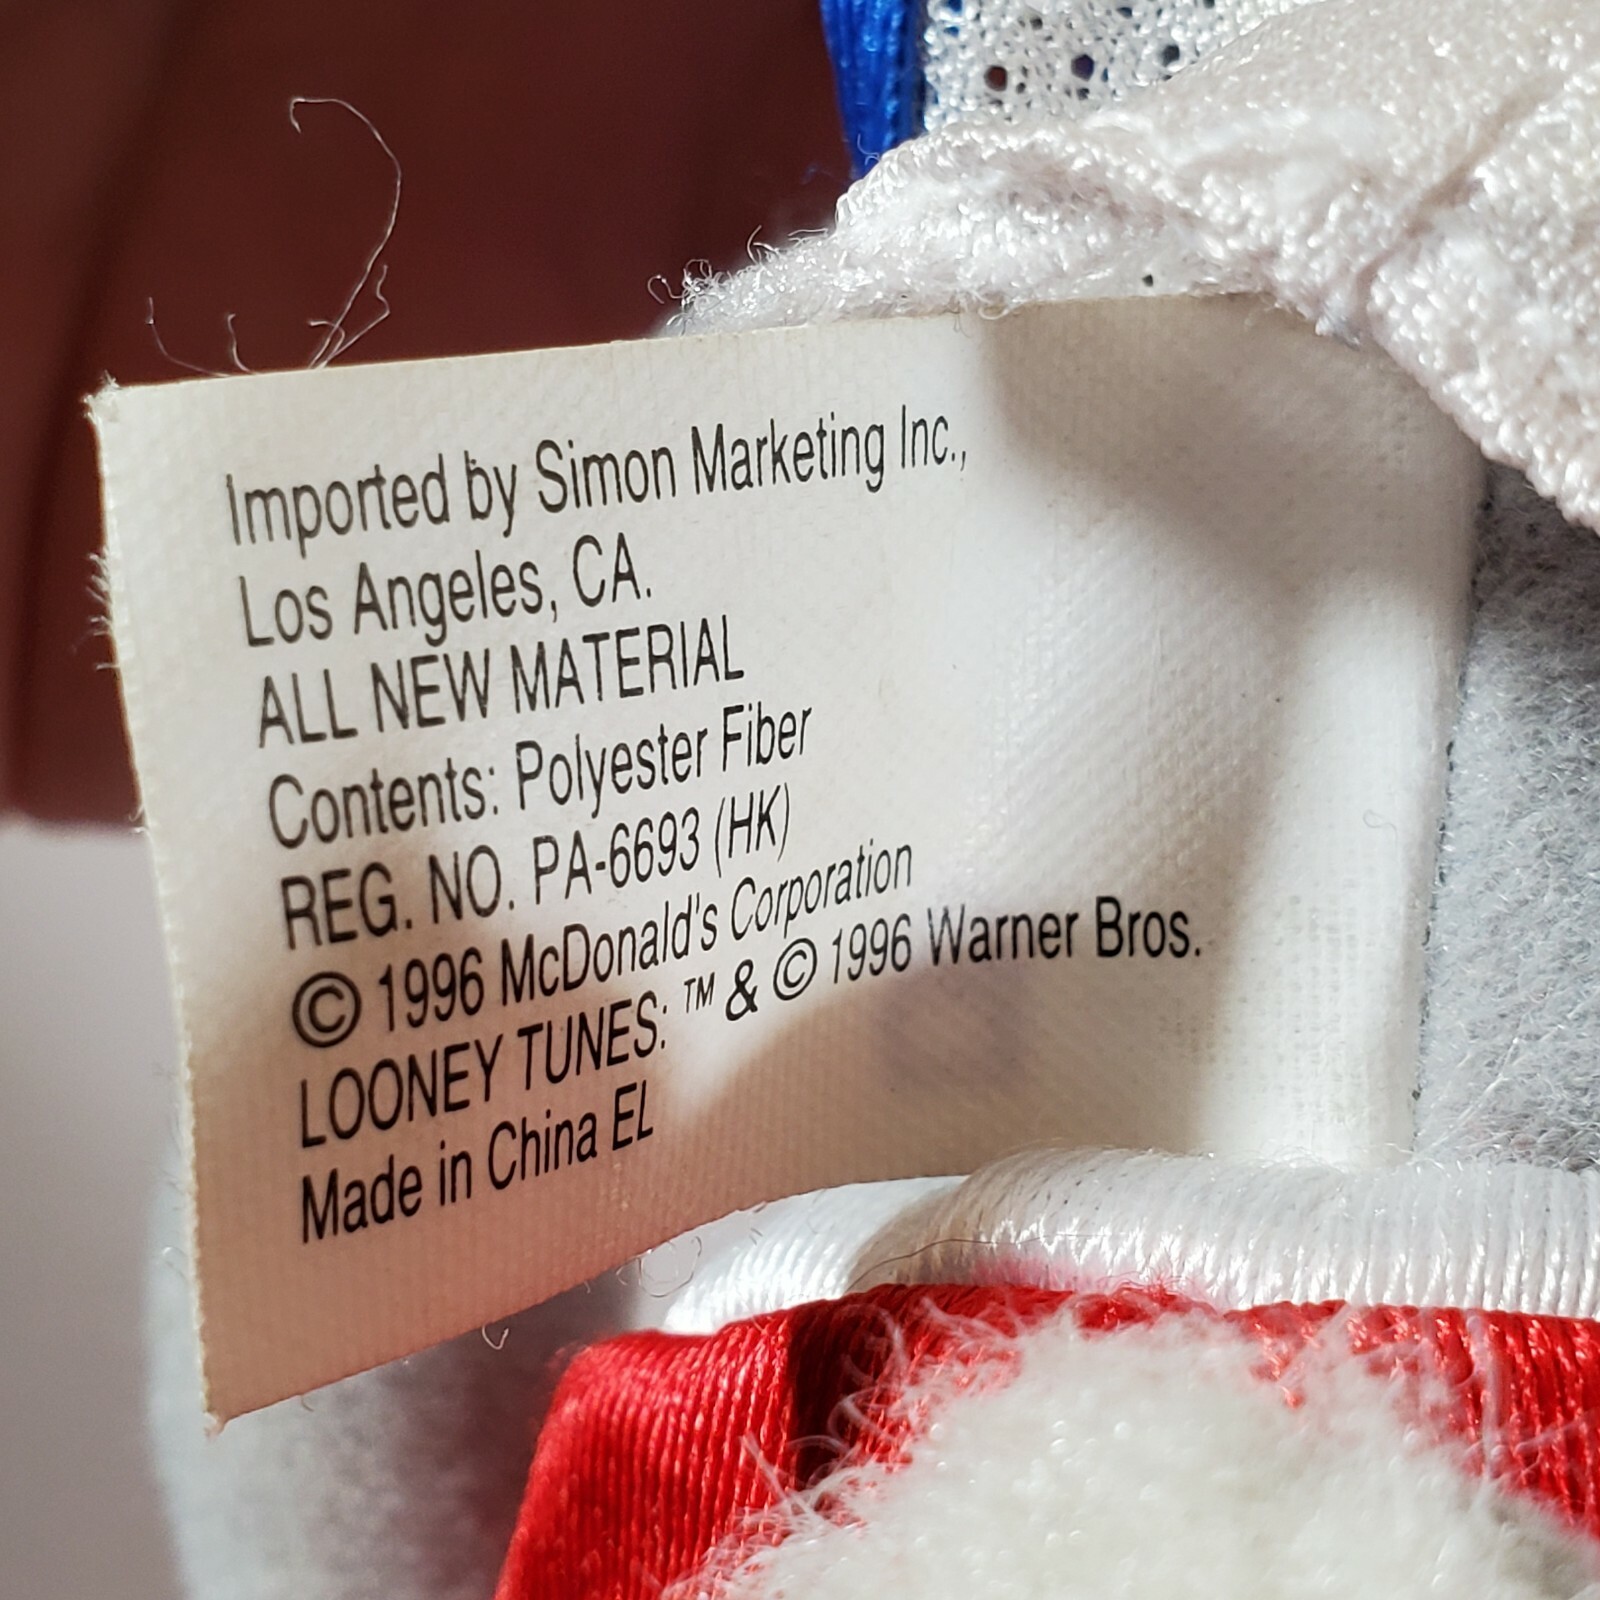 Imported by Simon Marketing Inc.,
Los Angeles, CA.
ALL NEW MATERIAL
Contents: Polyester Fiber
REG. NO. PA-6693 (HK)
© 1996 McDonald's Corporation
LOONEY TUNES: ™ & © 1996 Warner Bros.
Made in China EL